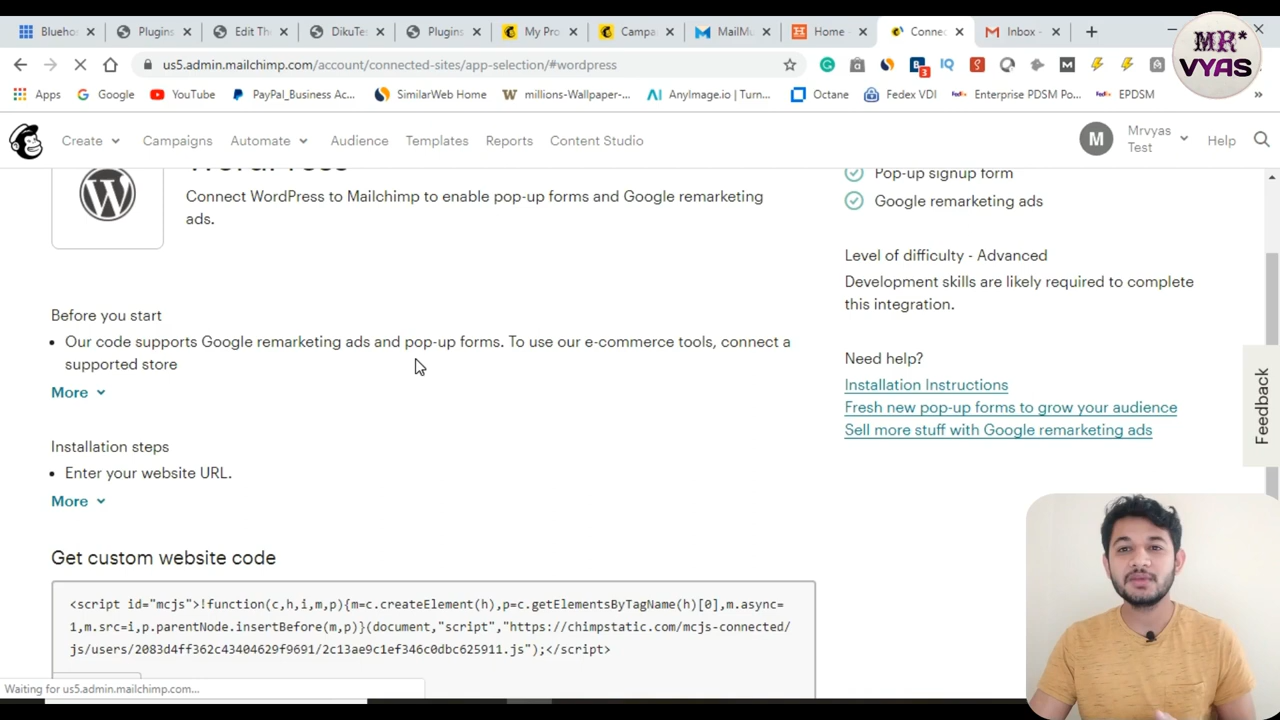 Bluehos
Plugins
Edit The
DikuTes
Plugins
My Pro
Campa
MailMu
Home -
Connec
Inbox -
MR*
VYAS
us5.admin.mailchimp.com/account/connected-sites/app-selection/#wordpress
Apps
Google
YouTube
PayPal_Business Ac...
SimilarWeb Home
millions-Wallpaper-...
AnyImage.io | Turn...
Octane
Fedex VDI
Enterprise PDSM Po...
EPDSM
Create
Campaigns
Automate
Audience
Templates
Reports
Content Studio
M
Mrvyas
Test
Help
WordPress
Connect WordPress to Mailchimp to enable pop-up forms and Google remarketing
ads.
Pop-up signup form
Google remarketing ads
Level of difficulty - Advanced
Development skills are likely required to complete
this integration.
Before you start
• Our code supports Google remarketing ads and pop-up forms. To use our e-commerce tools, connect a
supported store
More
Need help?
Installation Instructions
Fresh new pop-up forms to grow your audience
Sell more stuff with Google remarketing ads
Feedback
Installation steps
• Enter your website URL.
More
Get custom website code
<script id="mcjs">!function(c,h,i,m,p){m=c.createElement(h),p=c.getElementsByTagName(h)[0],m.async=
1,m.src=i,p.parentNode.insertBefore(m,p)}(document,"script","https://chimpstatic.com/mcjs-connected/
js/users/2083d4ff362c43404629f9691/2c13ae9c1ef346c0dbc625911.js");</script>
Waiting for us5.admin.mailchimp.com...